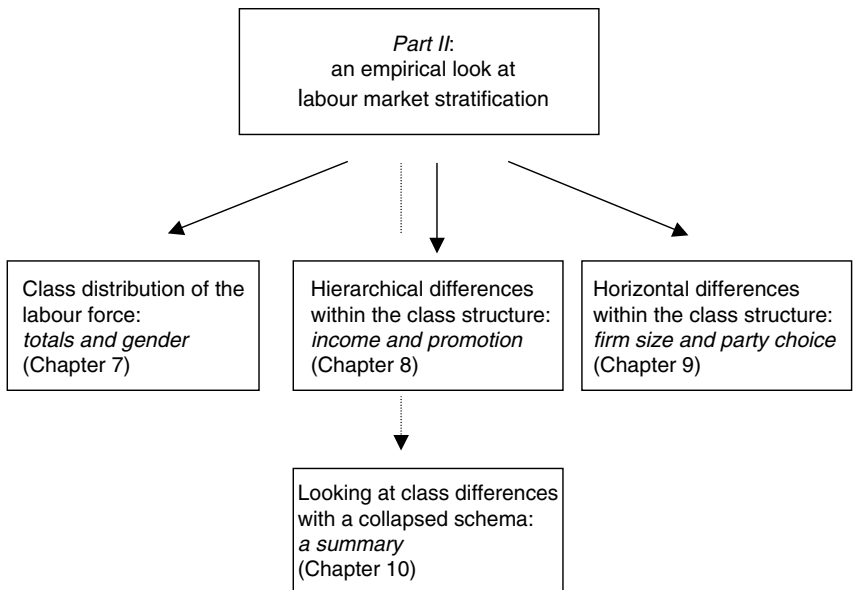 Part II:
an empirical look at
labour market stratification
Class distribution of the
labour force:
totals and gender
(Chapter 7)
Hierarchical differences
within the class structure:
income and promotion
(Chapter 8)
Horizontal differences
within the class structure:
firm size and party choice
(Chapter 9)
Looking at class differences
with a collapsed schema:
a summary
(Chapter 10)